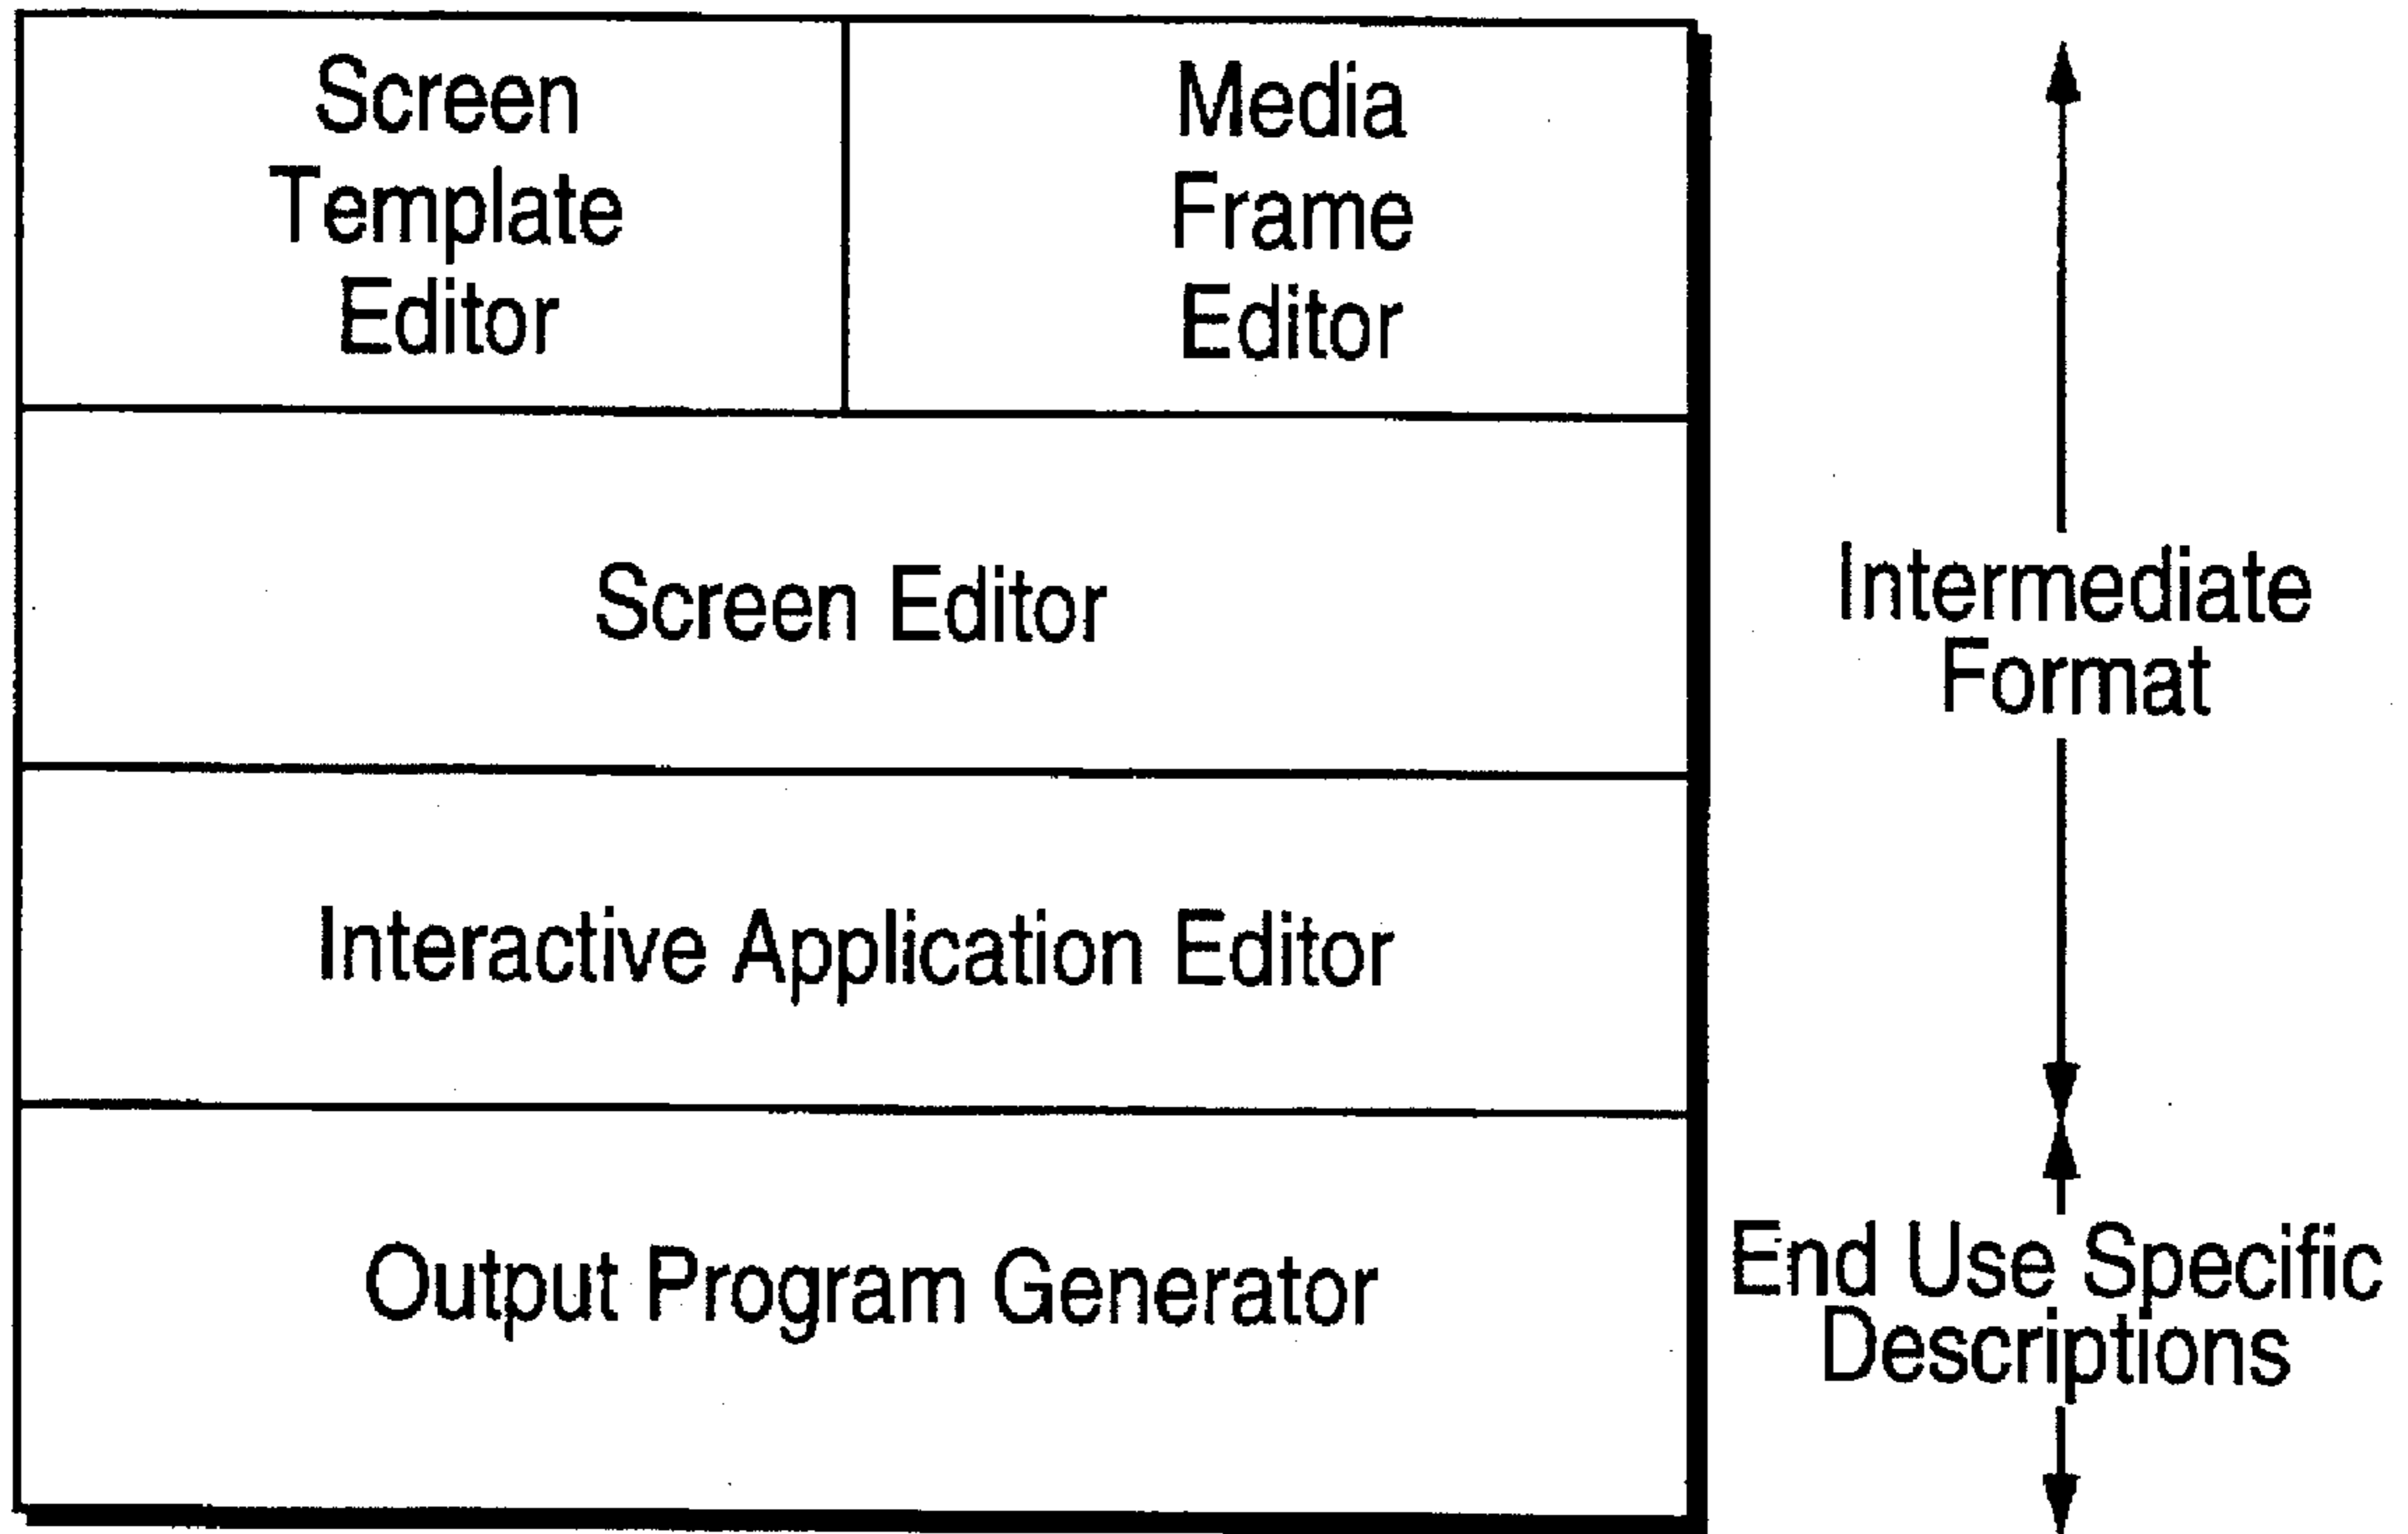 Screen
Template
Editor
Media
Frame
Editor
Screen Editor
Interactive Application Editor
Output Program Generator
Intermediate
Format
End Use Specific
Descriptions